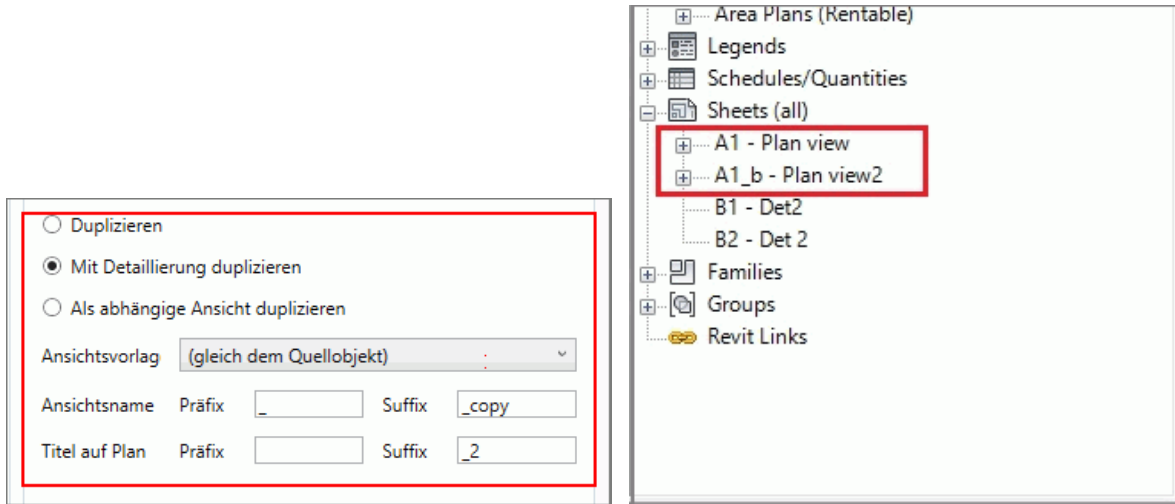 Duplizieren
Mit Detaillierung duplizieren
Als abhängige Ansicht duplizieren
Ansichtsvorlag (gleich dem Quellobjekt)
Ansichtsname Präfix _ Suffix _copy
Titel auf Plan Präfix Suffix _2
Area Plans (Rentable)
Legends
Schedules/Quantities
Sheets (all)
A1 - Plan view
A1_b - Plan view2
B1 - Det2
B2 - Det 2
Families
Groups
Revit Links